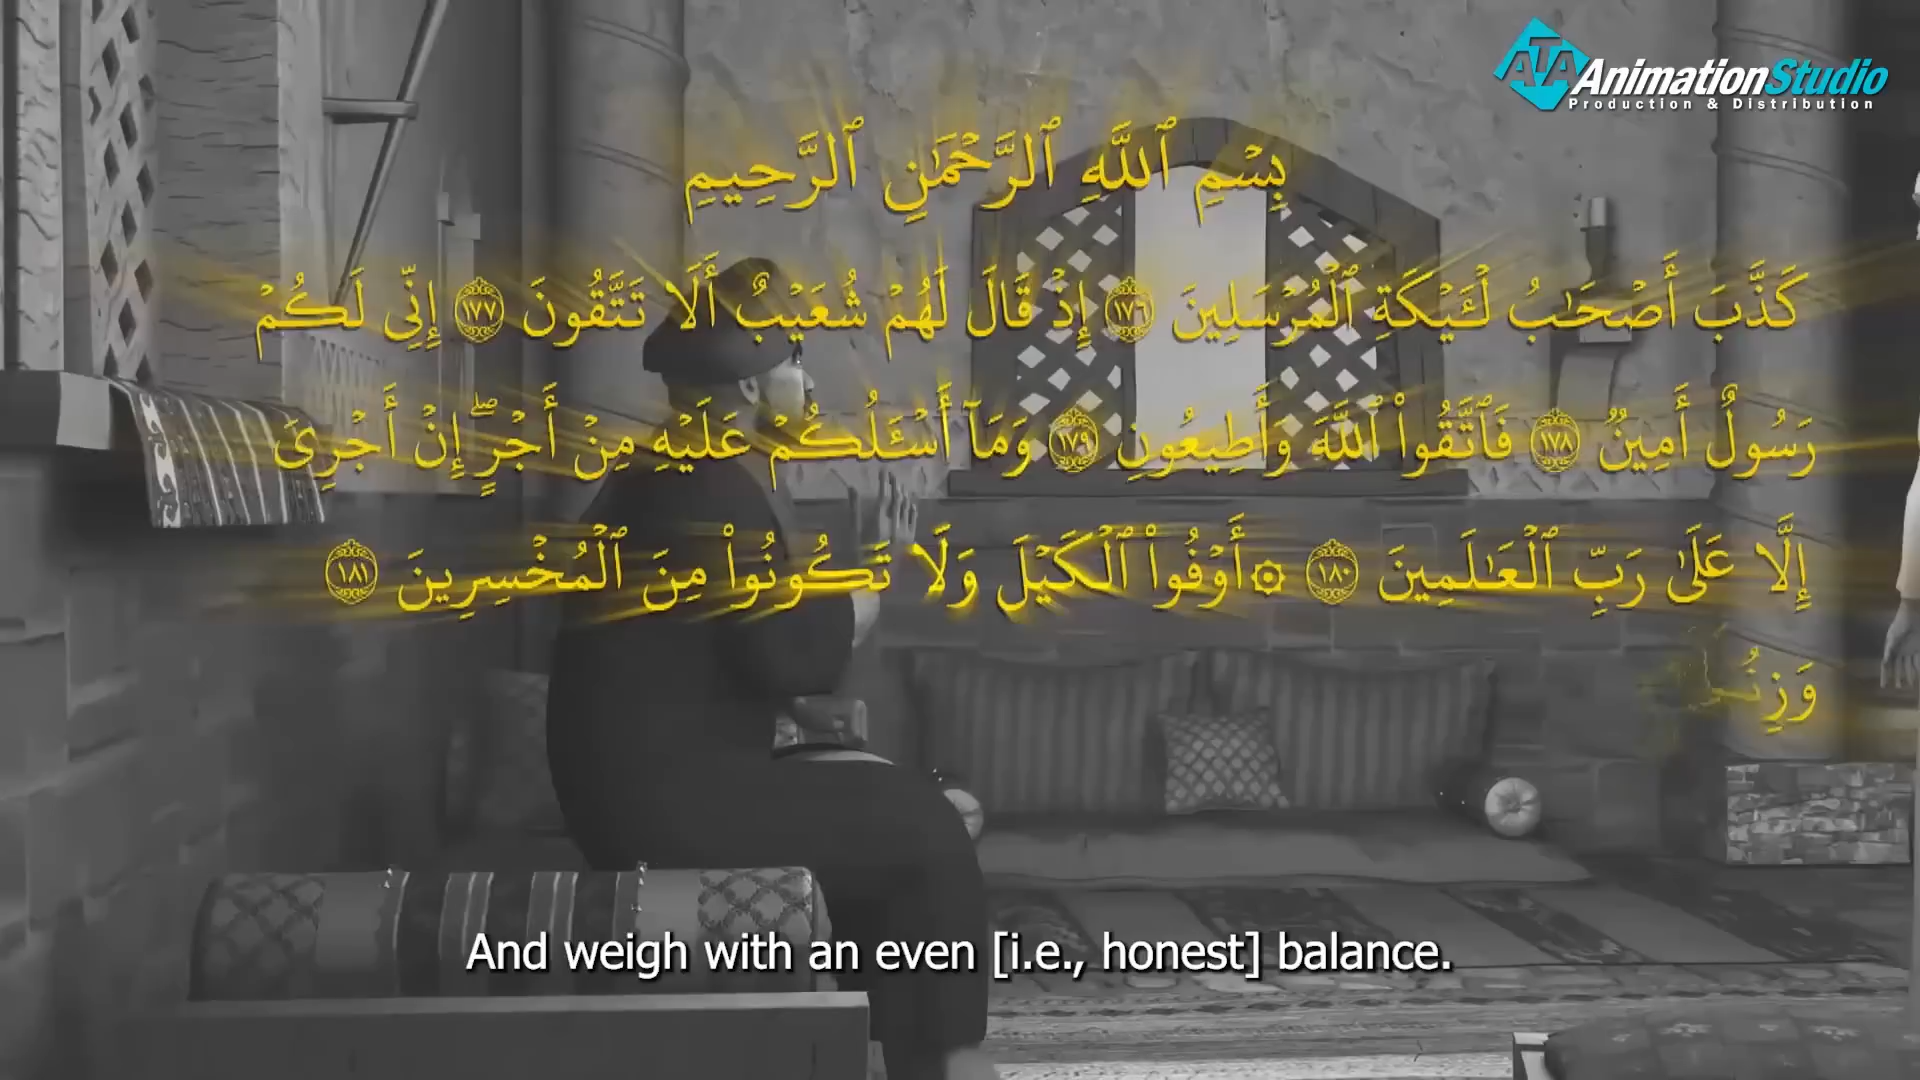 ATA AnimationStudio
Production & Distribution
بِسْمِ ٱللَّهِ ٱلرَّحْمَٰنِ ٱلرَّحِيمِ
كَذَّبَ أَصْحَٰبُ لْـَٔيْكَةِ ٱلْمُرْسَلِينَ ١٧٦ إِذْ قَالَ لَهُمْ شُعَيْبٌ أَلَا تَتَّقُونَ ١٧٧ إِنِّى لَكُمْ
رَسُولٌ أَمِينٌ ١٧٨ فَٱتَّقُوا۟ ٱللَّهَ وَأَطِيعُونِ ١٧٩ وَمَآ أَسْـَٔلُكُمْ عَلَيْهِ مِنْ أَجْرٍ ۖ إِنْ أَجْرِىَ
إِلَّا عَلَىٰ رَبِّ ٱلْعَٰلَمِينَ ١٨٠ ۞ أَوْفُوا۟ ٱلْكَيْلَ وَلَا تَكُونُوا۟ مِنَ ٱلْمُخْسِرِينَ ١٨١
And weigh with an even [i.e., honest] balance.